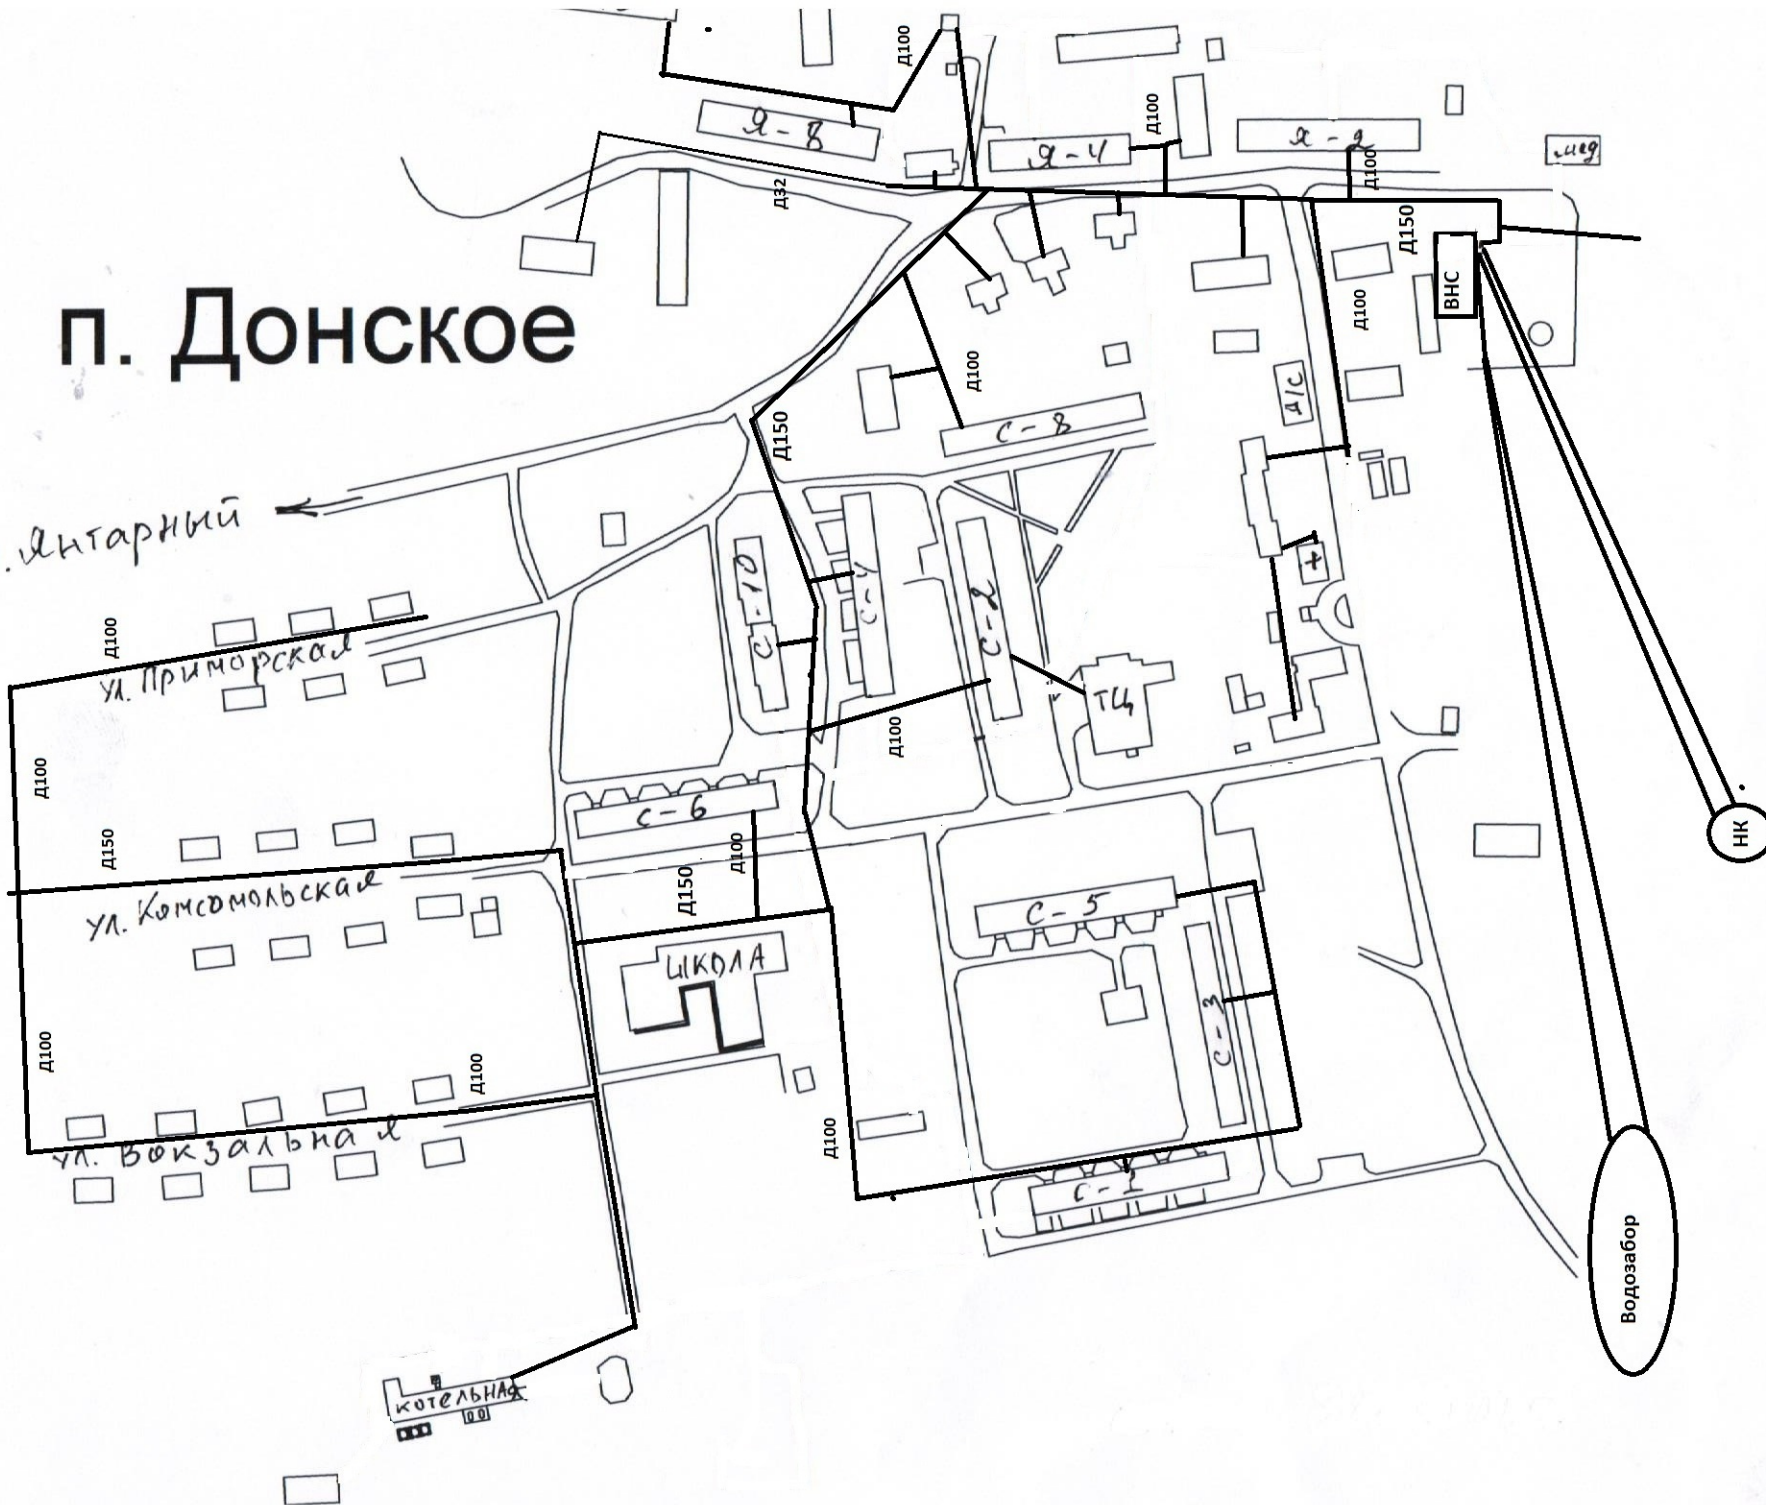 Д100
Я-8
Я-4
Д100
Я-2
Д100
мед
Д32
Д150
ВНС
Д100
п. Донское
Д100
Д/С
С-8
Д150
Янтарный
С-10
С-4
С-2
+
Д100
ул. Приморская
ТЦ
Д100
Д100
С-6
НК
Д150
Д100
Д150
ул. Комсомольская
С-5
ШКОЛА
С-3
Д100
Д100
Д100
ул. Вокзальная
С-1
Водозабор
КОТЕЛЬНАЯ